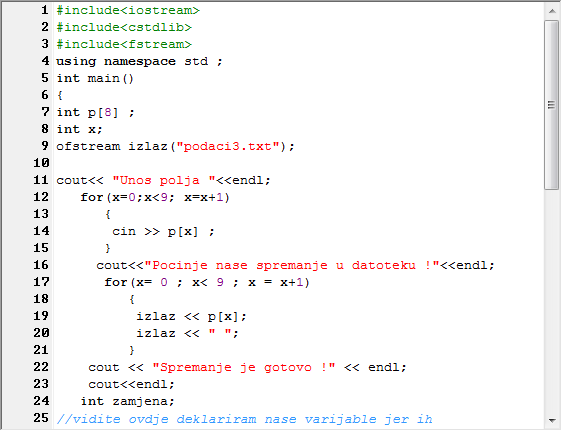 1 #include<iostream>
2 #include<cstdlib>
3 #include<fstream>
4 using namespace std ;
5 int main()
6 {
7 int p[8] ;
8 int x;
9 ofstream izlaz("podaci3.txt");
10
11 cout<< "Unos polja "<<endl;
12 for(x=0;x<9; x=x+1)
13 {
14 cin >> p[x] ;
15 }
16 cout<<"Pocinje nase spremanje u datoteku !"<<endl;
17 for(x= 0 ; x< 9 ; x = x+1)
18 {
19 izlaz << p[x];
20 izlaz << " ";
21 }
22 cout << "Spremanje je gotovo !" << endl;
23 cout<<endl;
24 int zamjena;
25 //vidite ovdje deklariram nase varijable jer ih